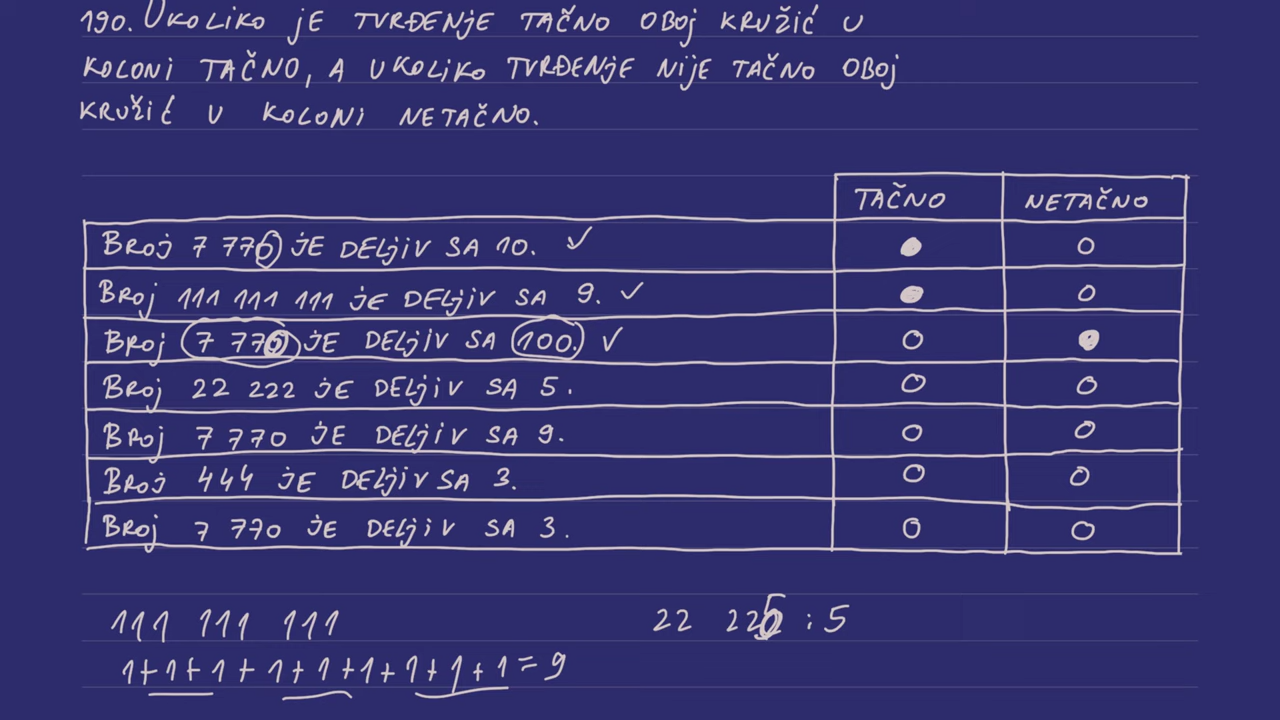 190. UKOLIKO JE TVRĐENJE TAČNO OBOJ KRUŽIĆ U
KOLONI TAČNO, A UKOLIKO TVRĐENJE NIJE TAČNO OBOJ
KRUŽIĆ U KOLONI NETAČNO.
TAČNO NETAČNO
BROJ 7 770 JE DELJIV SA 10. ✓
BROJ 111 111 111 JE DELJIV SA 9. ✓
BROJ 7 770 JE DELJIV SA 100. ✓
BROJ 22 222 JE DELJIV SA 5.
BROJ 7 770 JE DELJIV SA 9.
BROJ 444 JE DELJIV SA 3.
BROJ 7 770 JE DELJIV SA 3.
111 111 111
1+1+1+1+1+1+1+1+1=9
22 : 5